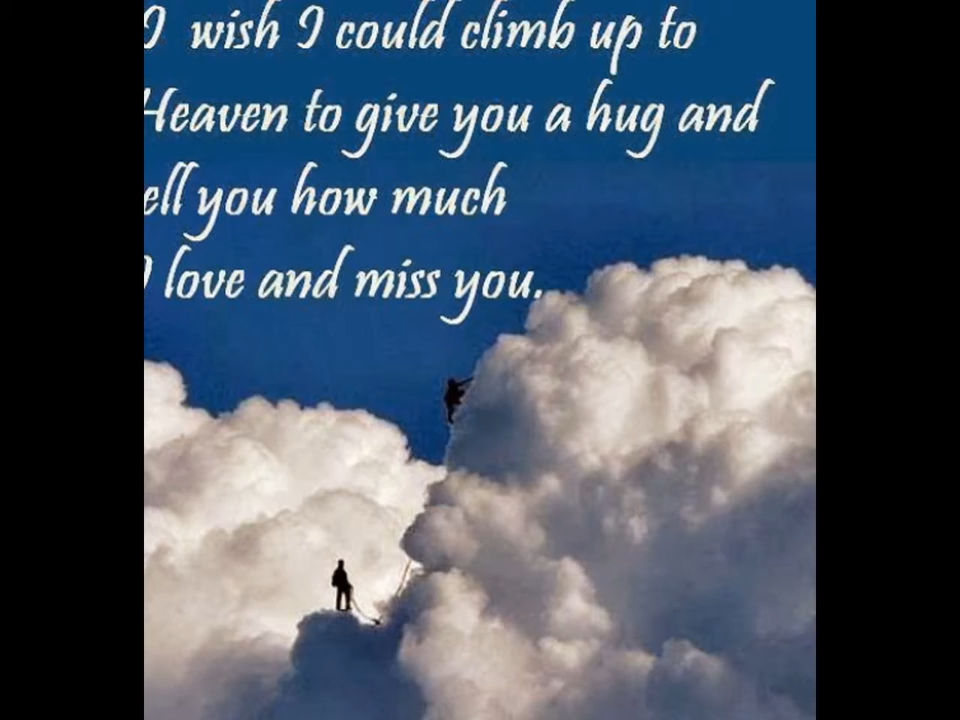 I wish I could climb up to
Heaven to give you a hug and
ell you how much
I love and miss you.